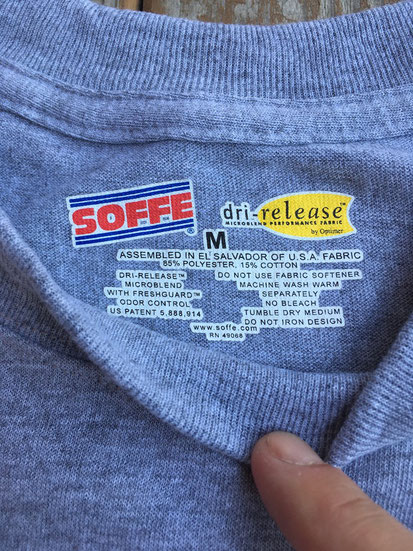 SOFFE ®
dri-release™
MICROBLEND PERFORMANCE FABRIC
by Optimer
M
ASSEMBLED IN EL SALVADOR OF U.S.A. FABRIC
85% POLYESTER, 15% COTTON
DRI-RELEASE™
MICROBLEND
WITH FRESHGUARD™
ODOR CONTROL
US PATENT 5,888,914
DO NOT USE FABRIC SOFTENER
MACHINE WASH WARM
SEPARATELY
NO BLEACH
TUMBLE DRY MEDIUM
DO NOT IRON DESIGN
www.soffe.com
RN 49068